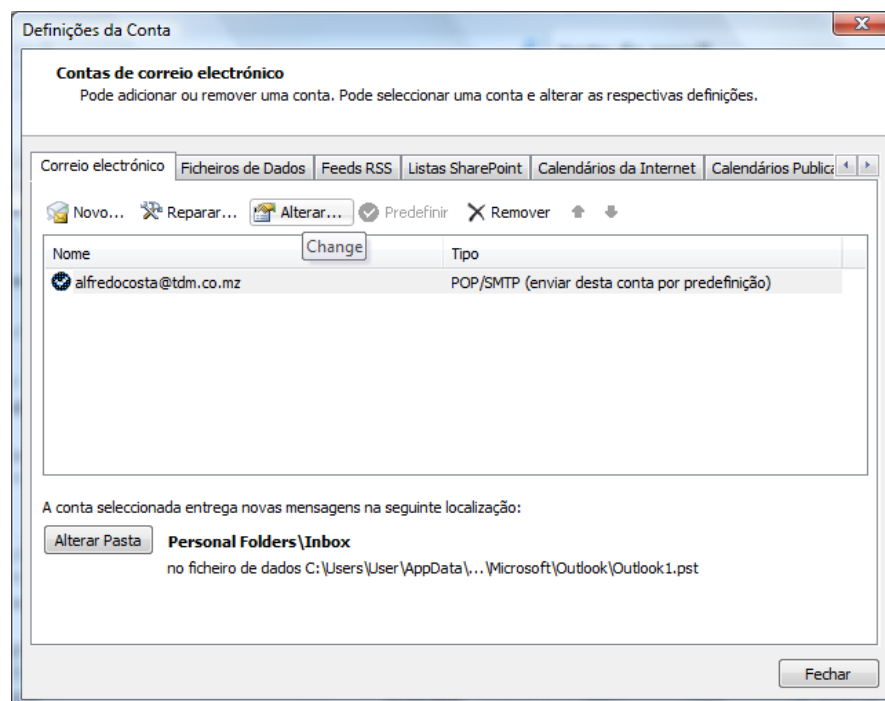 Definições da Conta
Contas de correio electrónico
Pode adicionar ou remover uma conta. Pode seleccionar uma conta e alterar as respectivas definições.
Correio electrónico Ficheiros de Dados Feeds RSS Listas SharePoint Calendários da Internet Calendários Publica
Novo... Reparar... Alterar... Predefinir Remover
Change
Nome Tipo
alfredocosta@tdm.co.mz POP/SMTP (enviar desta conta por predefinição)
A conta seleccionada entrega novas mensagens na seguinte localização:
Alterar Pasta Personal Folders\Inbox
no ficheiro de dados C:\Users\User\AppData\...\Microsoft\Outlook\Outlook1.pst
Fechar